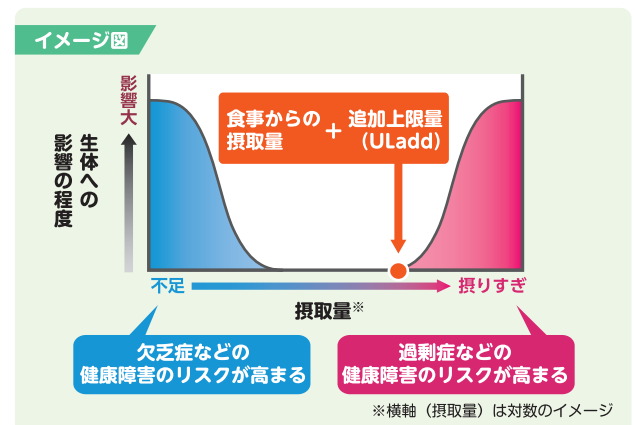 イメージ図
影響大
生体への
影響の程度
食事からの
摂取量
+
追加上限量
(ULadd)
不足
摂りすぎ
摂取量※
欠乏症などの
健康障害のリスクが高まる
過剰症などの
健康障害のリスクが高まる
※横軸（摂取量）は対数のイメージ